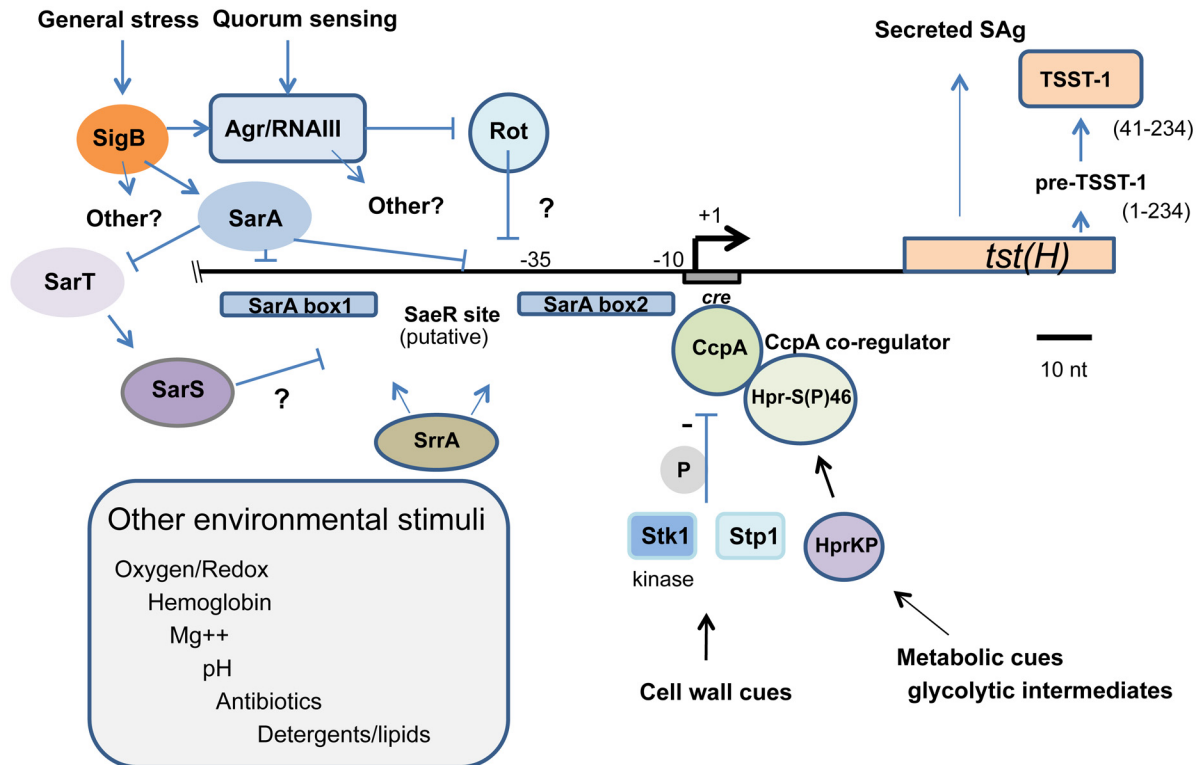 General stress
Quorum sensing
Secreted SAg
TSST-1
SigB
Agr/RNAIII
Rot
(41-234)
pre-TSST-1
(1-234)
Other?
SarA
Other?
?
+1
SarT
-35
-10
tst(H)
SarA box1
SaeR site
(putative)
SarA box2
cre
CcpA
CcpA co-regulator
10 nt
SarS
?
Hpr-S(P)46
SrrA
-
P
Other environmental stimuli
Stk1
Stp1
HprKP
kinase
Oxygen/Redox
Hemoglobin
Mg++
pH
Antibiotics
Detergents/lipids
Cell wall cues
Metabolic cues
glycolytic intermediates